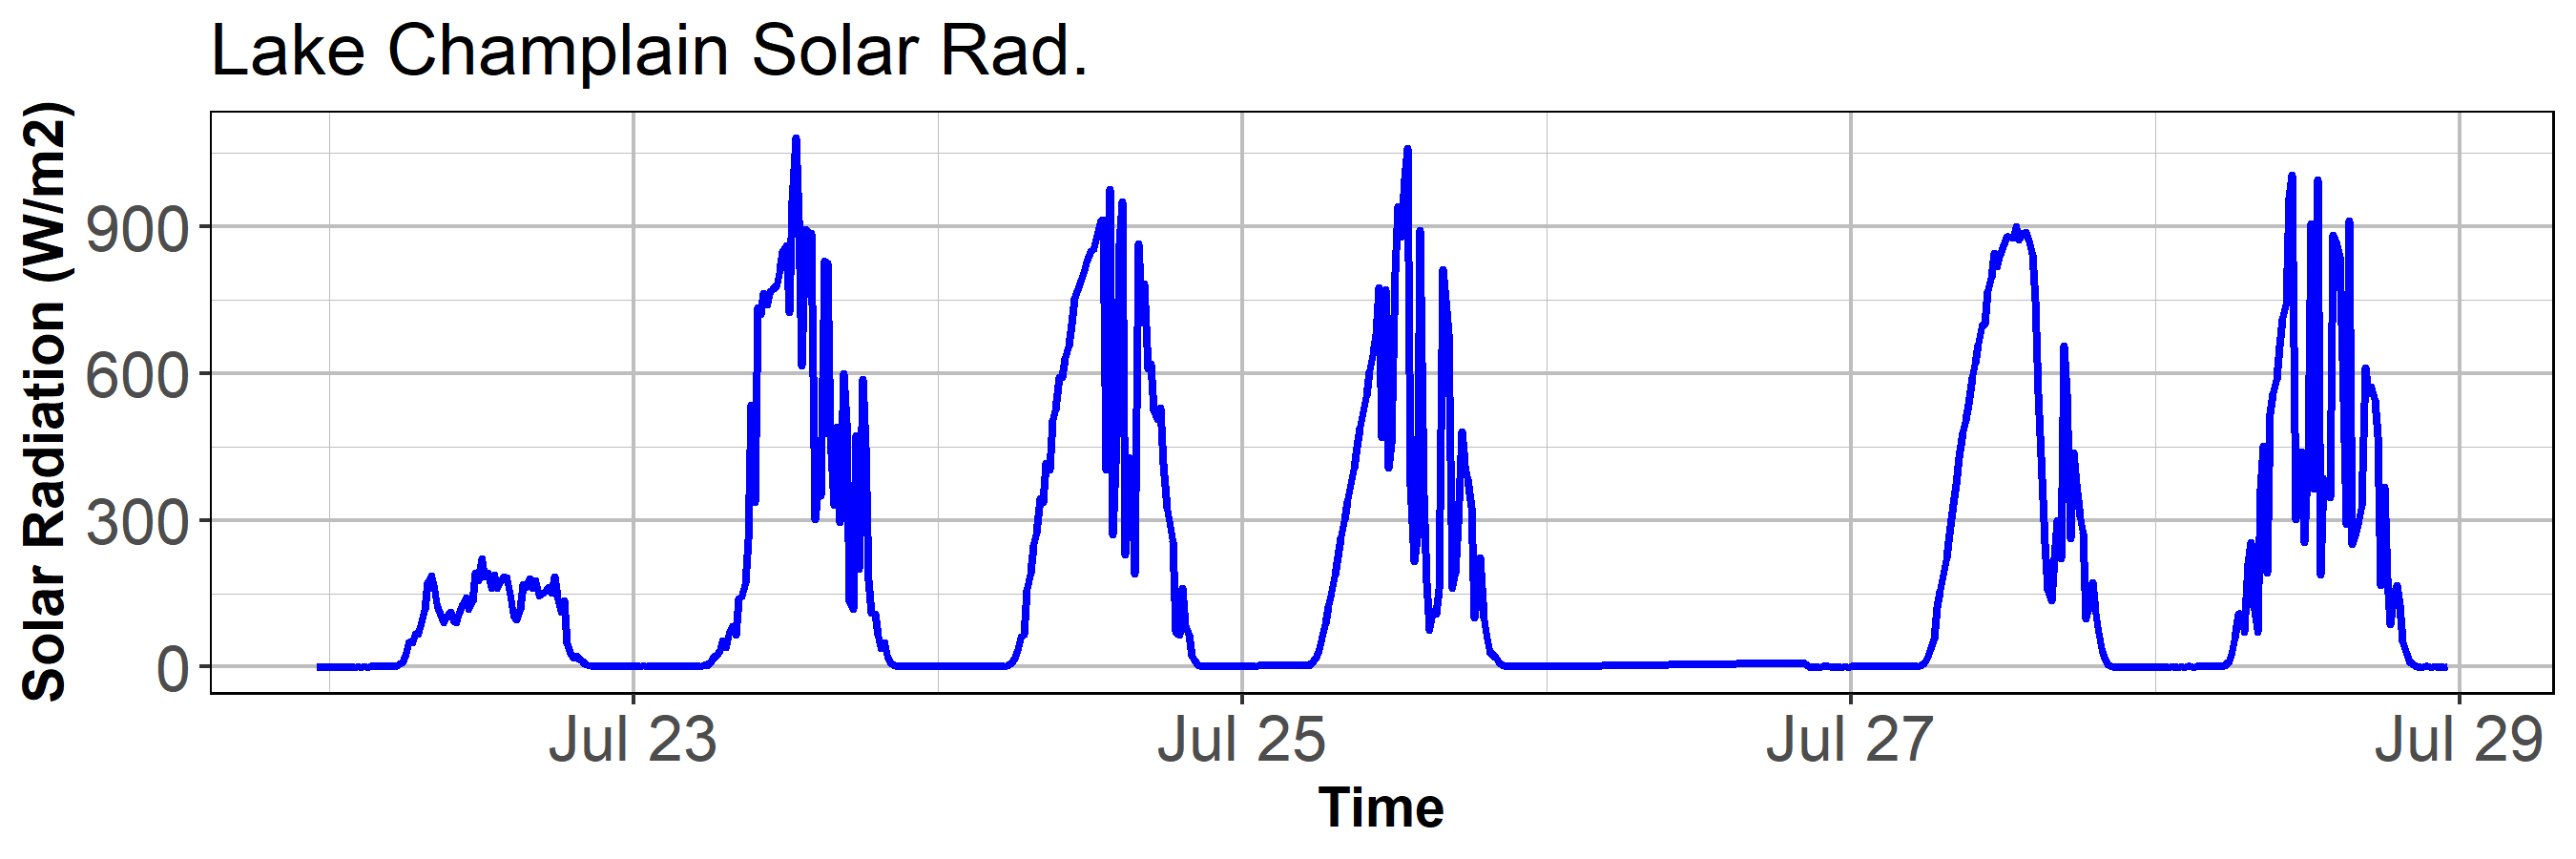 Lake Champlain Solar Rad.
Solar Radiation (W/m2)
900
600
300
0
Jul 23 Jul 25 Jul 27 Jul 29
Time